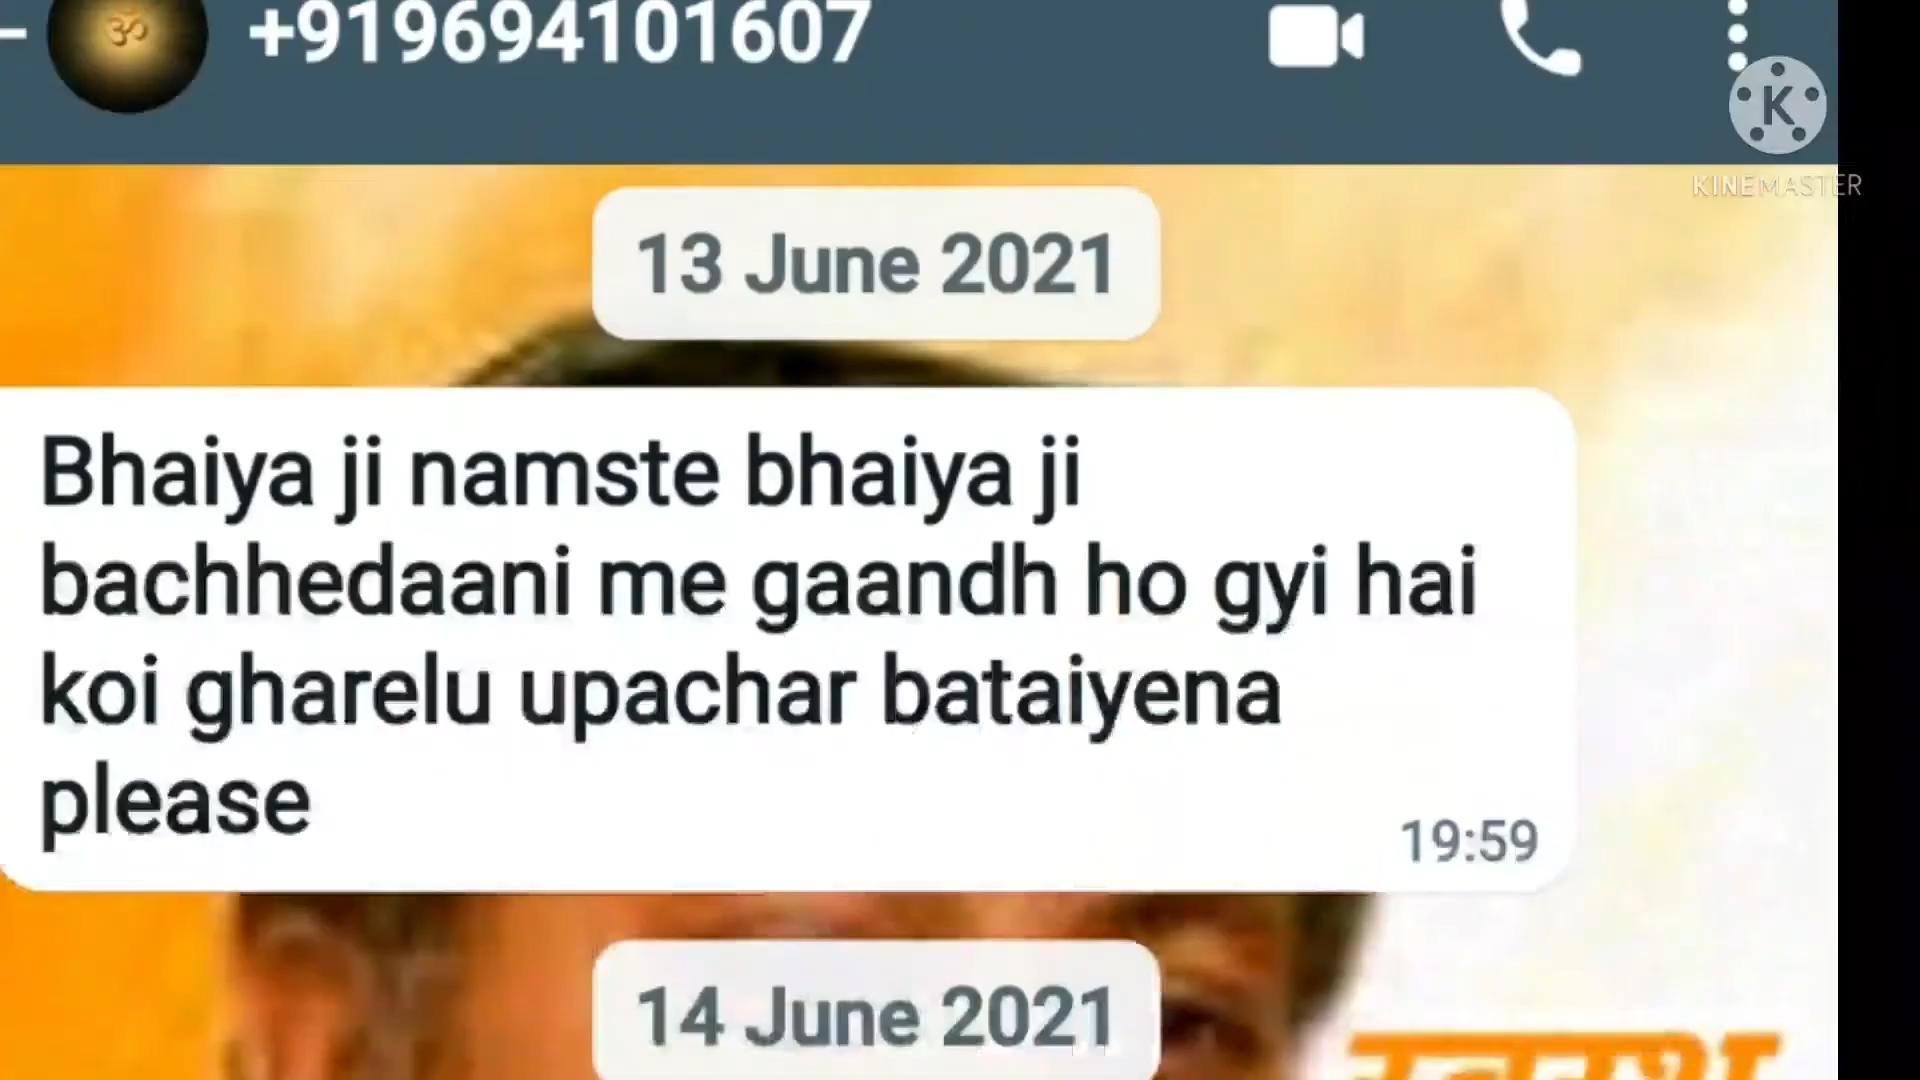 ॐ
+919694101607
K
KINEMASTER
13 June 2021
Bhaiya ji namste bhaiya ji
bachhedaani me gaandh ho gyi hai
koi gharelu upachar bataiyena
please
19:59
14 June 2021